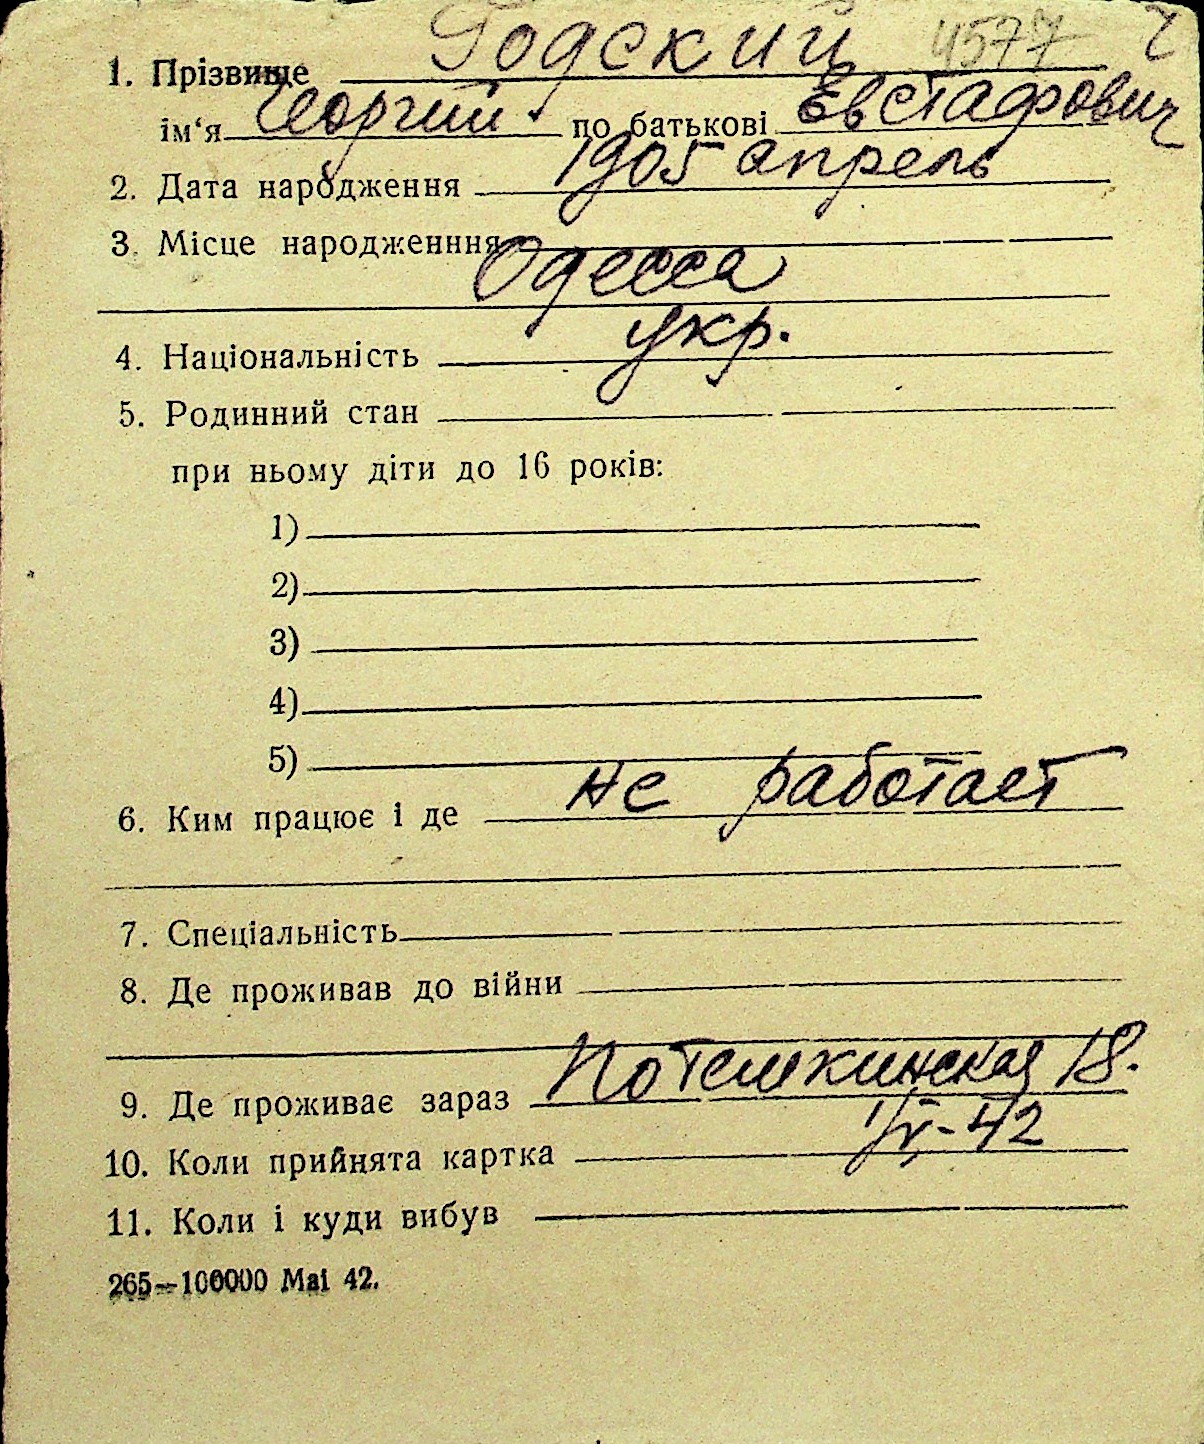 1. Прізвище Годский 4577
ім‘я Георгий по батькові Евстафович
2. Дата народження 1905 апрель
3. Місце народженння
Одесса
4. Національність укр.
5. Родинний стан
при ньому діти до 16 років:
1)
2)
3)
4)
5)
6. Ким працює і де не работает
7. Спеціальність
8. Де проживав до війни
9. Де проживає зараз Потемкинская 18.
10. Коли прийнята картка 1/V-42
11. Коли і куди вибув
265—100000 Mai 42.